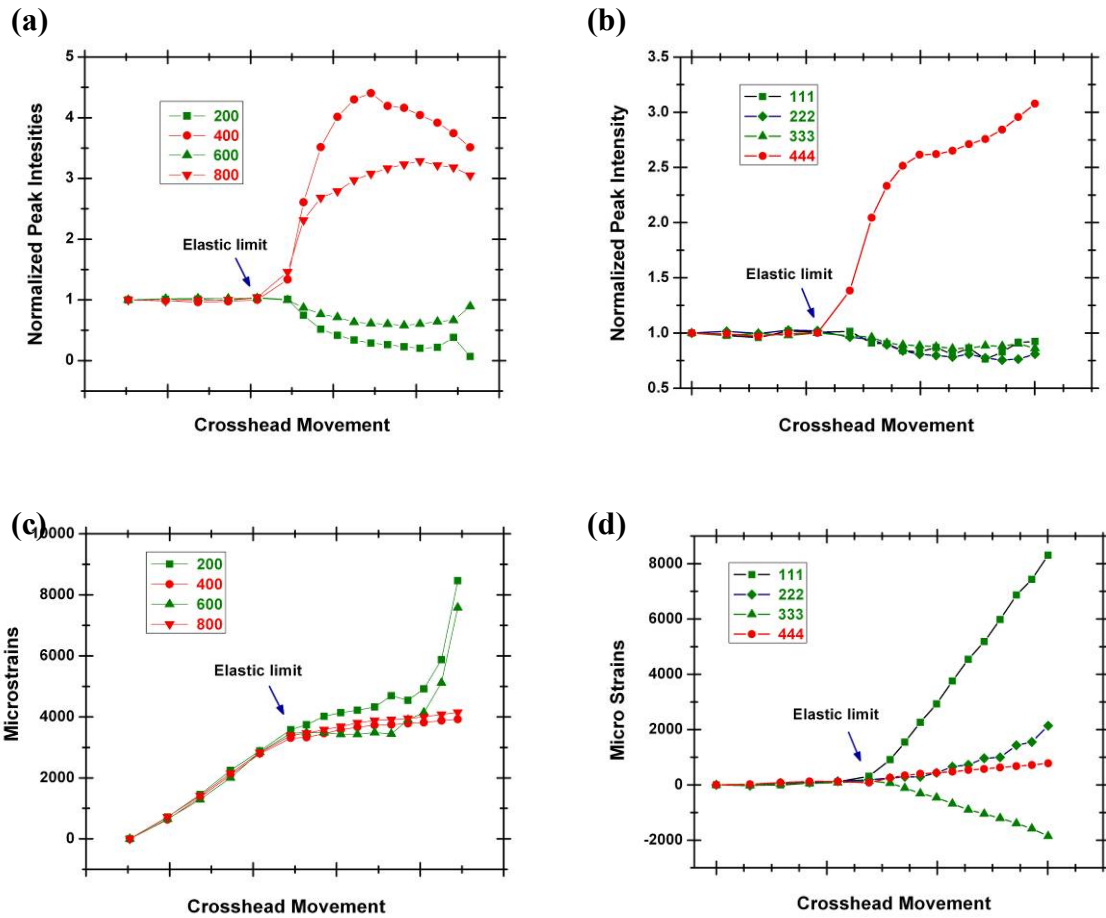 (a)
Normalized Peak Intesities
5
4
3
2
1
0
200
400
600
800
Elastic limit
Crosshead Movement
(b)
Normalized Peak Intensity
3.5
3.0
2.5
2.0
1.5
1.0
0.5
111
222
333
444
Elastic limit
Crosshead Movement
(c)
Microstrains
10000
8000
6000
4000
2000
0
200
400
600
800
Elastic limit
Crosshead Movement
(d)
Micro Strains
8000
6000
4000
2000
0
-2000
111
222
333
444
Elastic limit
Crosshead Movement